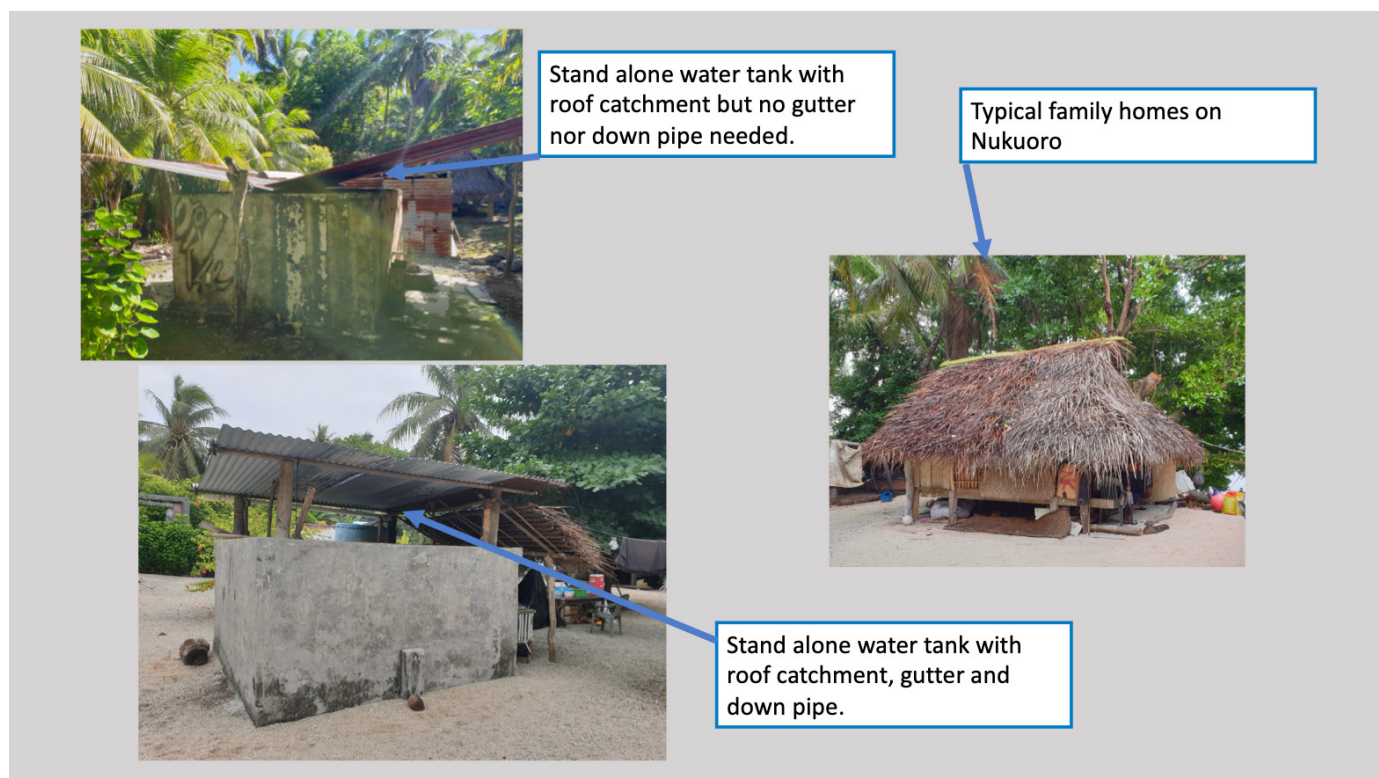 Stand alone water tank with
roof catchment but no gutter
nor down pipe needed.
Typical family homes on
Nukuoro
Stand alone water tank with
roof catchment, gutter and
down pipe.